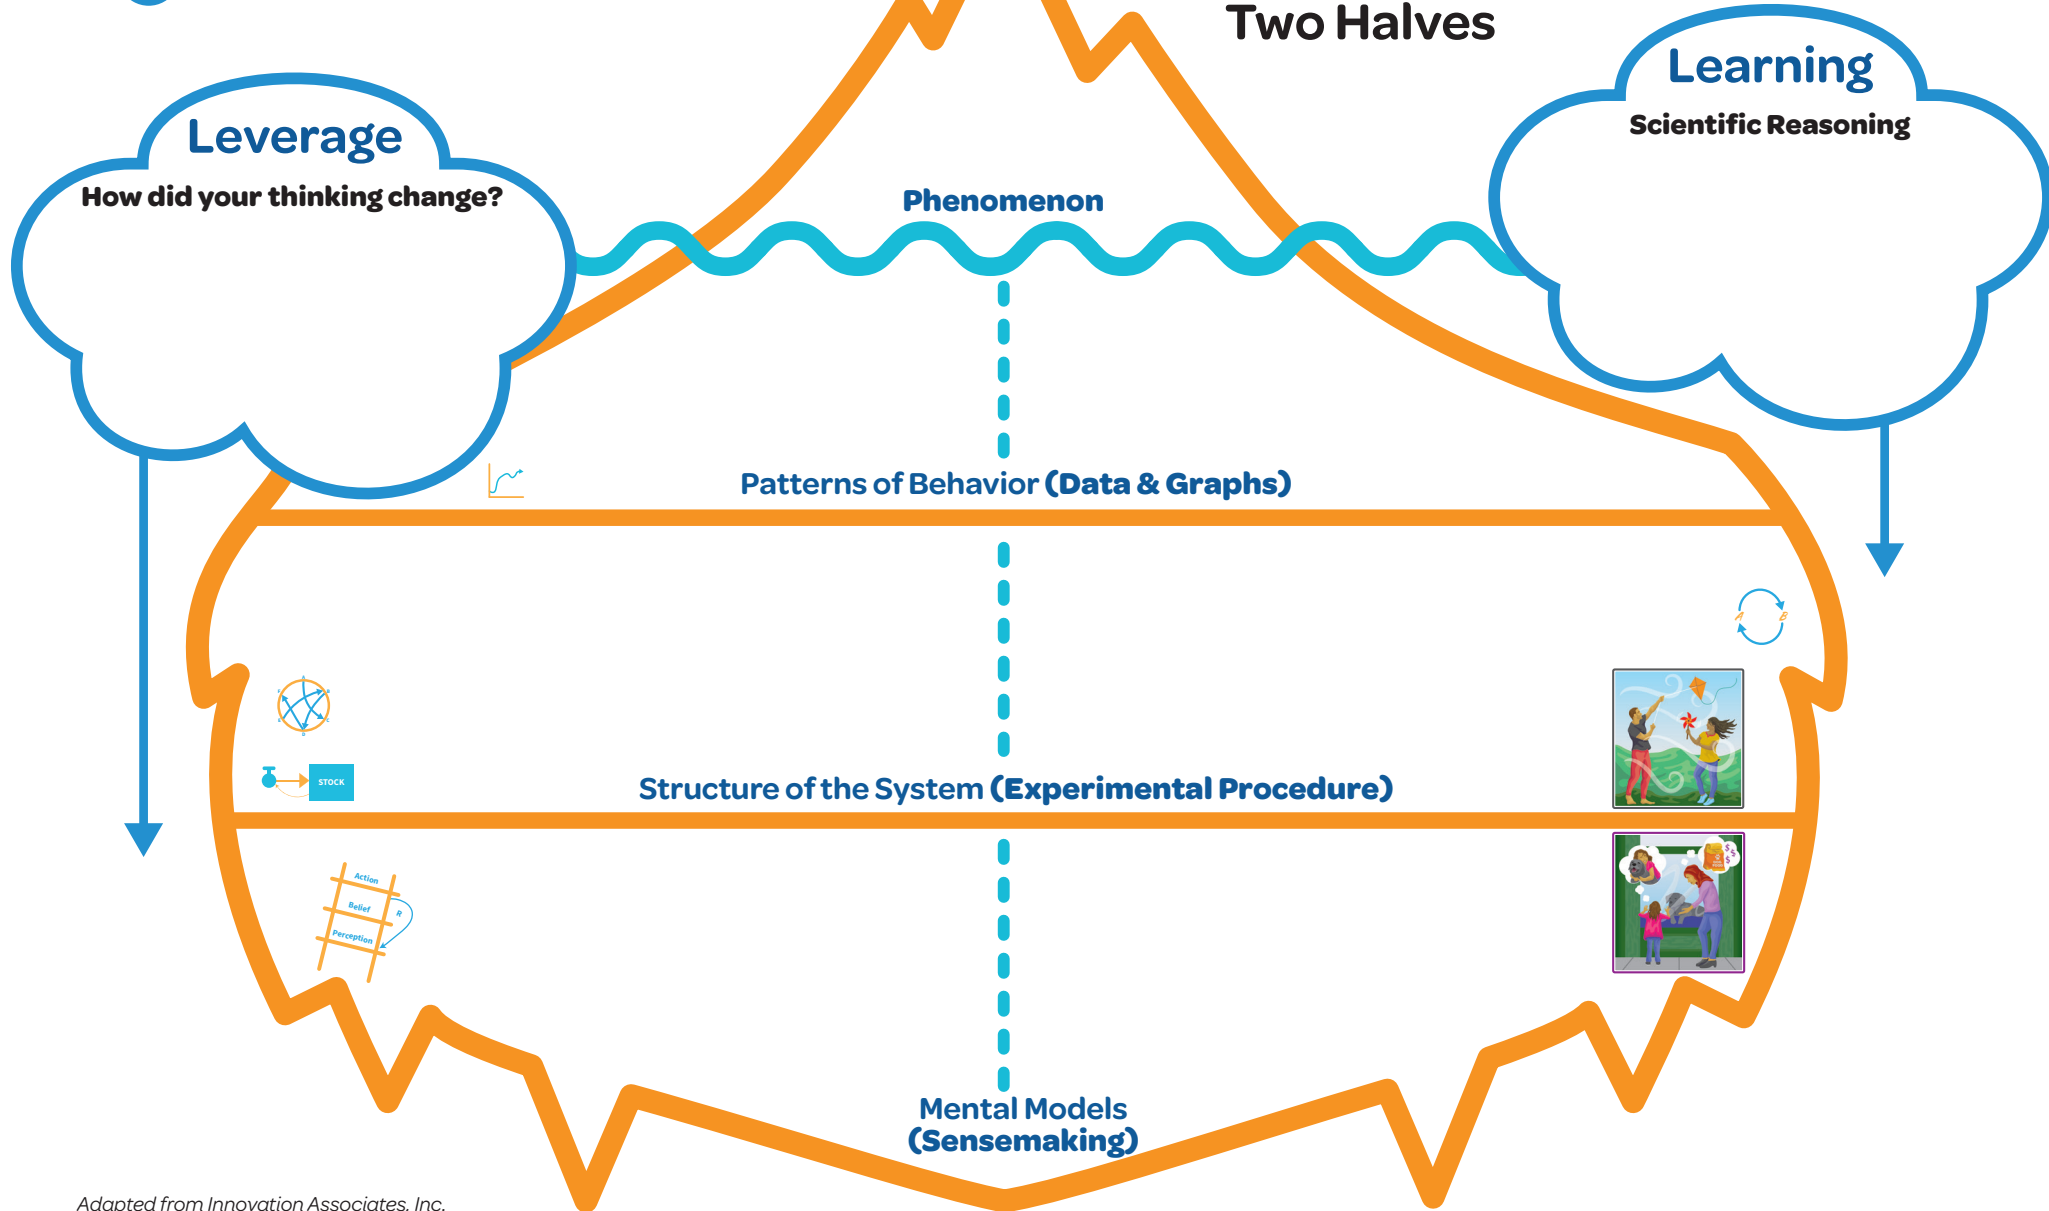 Two Halves
Learning
Scientific Reasoning
Leverage
How did your thinking change?
Phenomenon
Patterns of Behavior (Data & Graphs)
A B
STOCK
Structure of the System (Experimental Procedure)
Action
Belief
R
Perception
$
$
$
Mental Models
(Sensemaking)
Adapted from Innovation Associates, Inc.